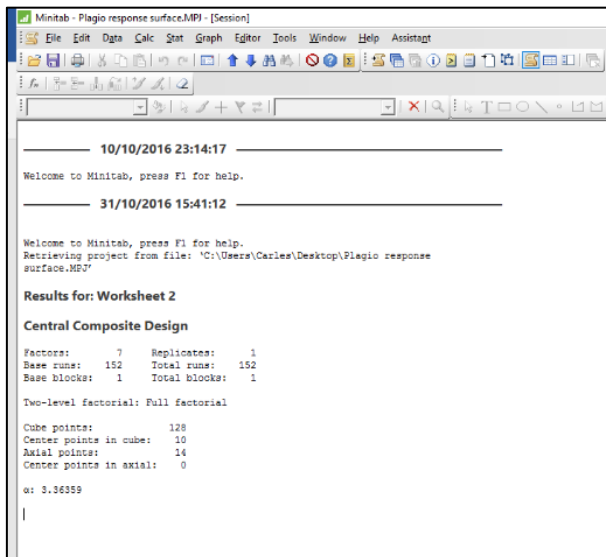 Minitab - Plagio response surface.MPJ - [Session]
File Edit Data Calc Stat Graph Editor Tools Window Help Assistant
10/10/2016 23:14:17
Welcome to Minitab, press F1 for help.
31/10/2016 15:41:12
Welcome to Minitab, press F1 for help.
Retrieving project from file: ‘C:\Users\Carles\Desktop\Plagio response
surface.MPJ’
Results for: Worksheet 2
Central Composite Design
Factors: 7 Replicates: 1
Base runs: 152 Total runs: 152
Base blocks: 1 Total blocks: 1
Two-level factorial: Full factorial
Cube points: 128
Center points in cube: 10
Axial points: 14
Center points in axial: 0
α: 3.36359